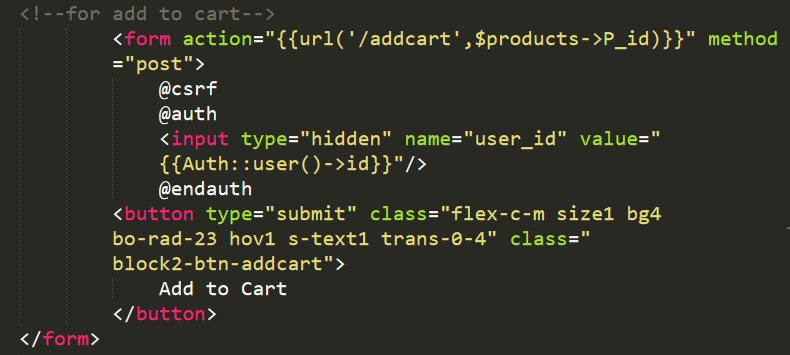 <!--for add to cart-->
<form action="{{url('/addcart',$products->P_id)}}" method
="post">
@csrf
@auth
<input type="hidden" name="user_id" value="
{{Auth::user()->id}}"/>
@endauth
<button type="submit" class="flex-c-m size1 bg4
bo-rad-23 hov1 s-text1 trans-0-4" class="
block2-btn-addcart">
Add to Cart
</button>
</form>